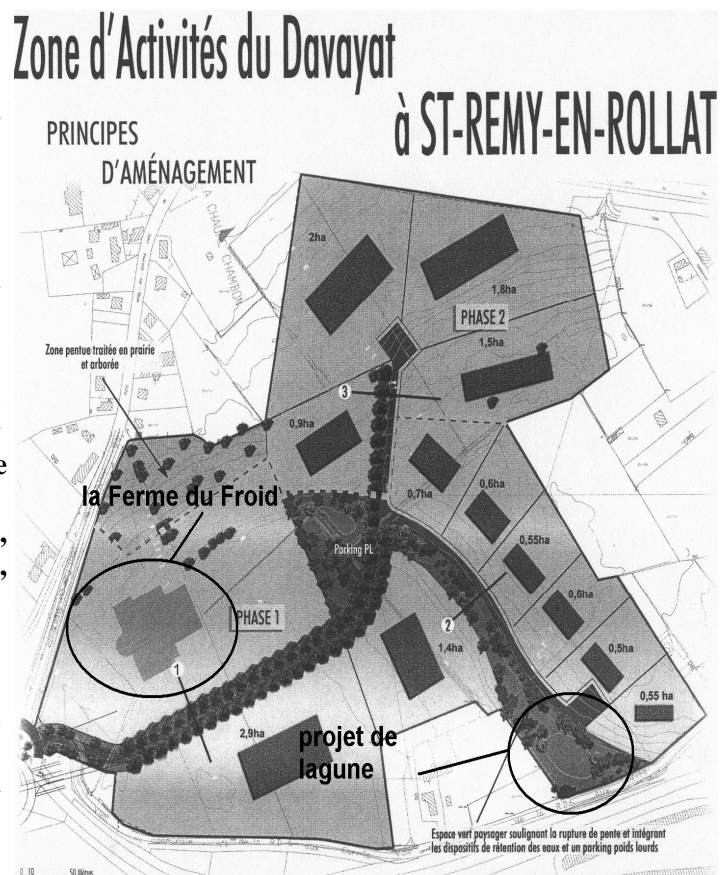 Zone d'Activités du Davayat
à ST-REMY-EN-ROLLAT
PRINCIPES
D'AMÉNAGEMENT
LA CHAUX CHAMBON
2ha
1,8ha
PHASE 2
1,5ha
Zone pentue traitée en prairie
et arborée
3
0,9ha
la Ferme du Froid
0,7ha
0,6ha
Parking PL
0,55ha
0,6ha
PHASE 1
2
1,4ha
0,5ha
1
0,55 ha
2,9ha
projet de
lagune
Espace vert paysager soulignant la rupture de pente et intégrant
les dispositifs de rétention des eaux et un parking poids lourds
0 10 50 Mètres